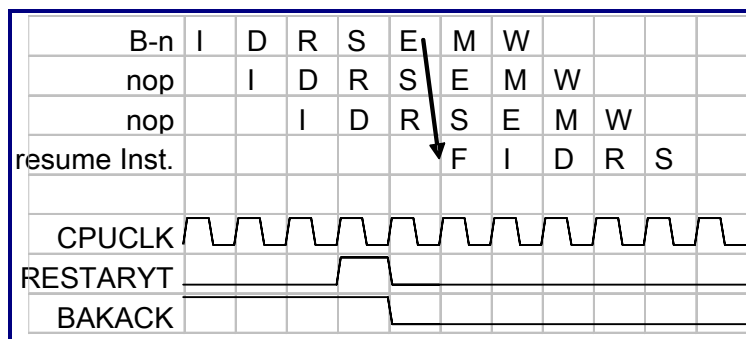 B-n I D R S E M W
nop I D R S E M W
nop I D R S E M W
resume Inst. F I D R S
CPUCLK
RESTARYT
BAKACK